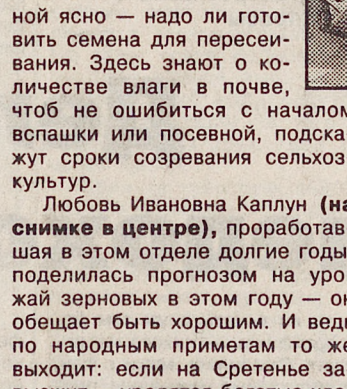 ной ясно — надо ли гото-
вить семена для пересеи-
вания. Здесь знают о ко-
личестве влаги в почве,
чтоб не ошибиться с началом
вспашки или посевной, подска
жут сроки созревания сельхоз
культур.
Любовь Ивановна Каплун (на
снимке в центре), проработав
шая в этом отделе долгие годы
поделилась прогнозом на уро
жай зерновых в этом году — он
обещает быть хорошим. И ведь
по народным приметам то же
выходит: если на Сретенье за